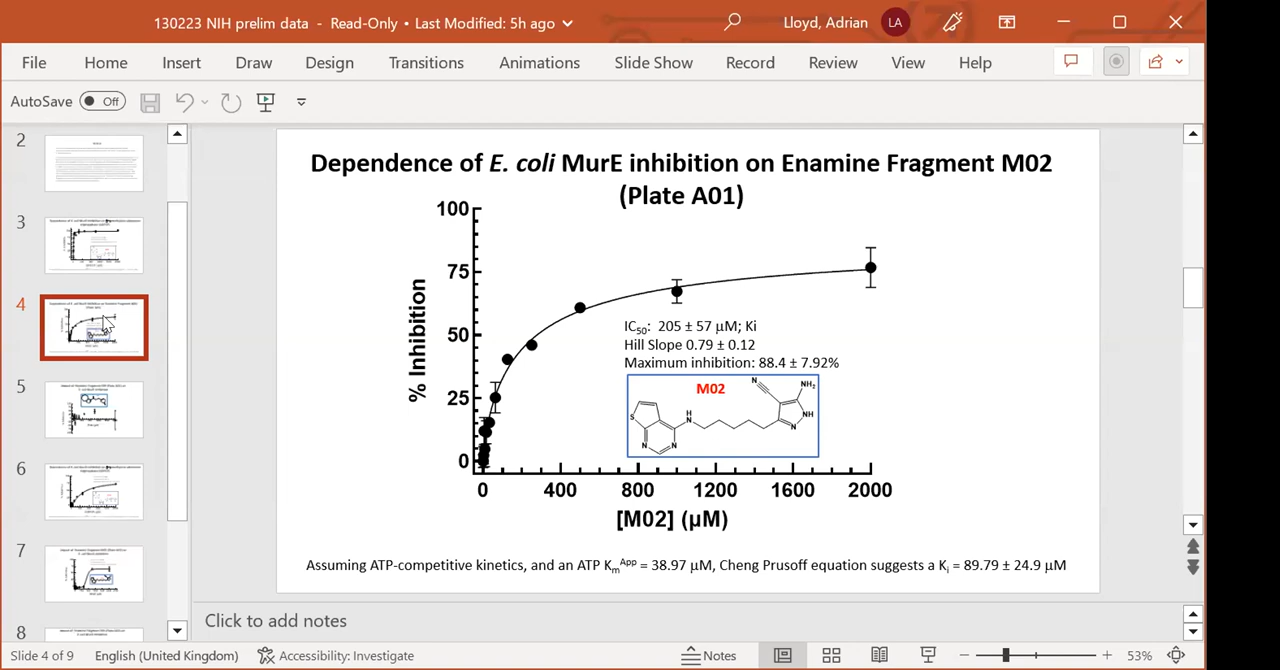 130223 NIH prelim data - Read-Only • Last Modified: 5h ago
Lloyd, Adrian LA
File Home Insert Draw Design Transitions Animations Slide Show Record Review View Help
AutoSave Off
2
3
4
5
6
7
8
Dependence of E. coli MurE inhibition on Enamine Fragment M02
(Plate A01)
100
75
50
25
0
% Inhibition
IC50: 205 ± 57 µM; Ki
Hill Slope 0.79 ± 0.12
Maximum inhibition: 88.4 ± 7.92%
M02
N
NH2
S
H
N
NH
N
N
N
0 400 800 1200 1600 2000
[M02] (µM)
Assuming ATP-competitive kinetics, and an ATP KmApp = 38.97 µM, Cheng Prusoff equation suggests a Ki = 89.79 ± 24.9 µM
Click to add notes
Slide 4 of 9 English (United Kingdom) Accessibility: Investigate Notes 53%